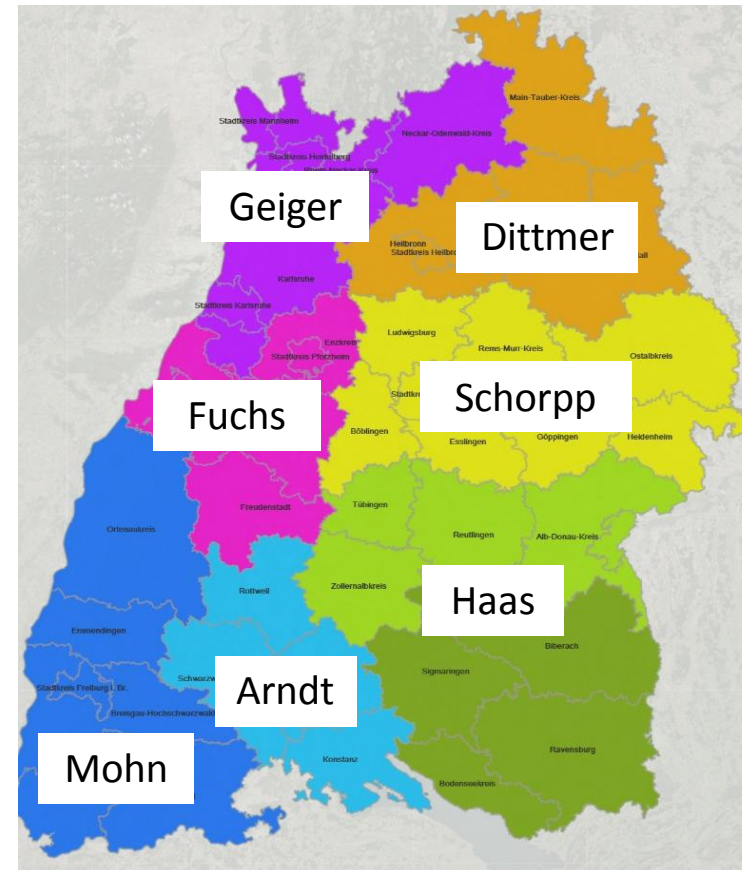 Main-Tauber-Kreis
Stadtkreis Mannheim
Neckar-Odenwald-Kreis
Stadtkreis Heidelberg
Geiger
Dittmer
Heilbronn
Stadtkreis
Karlsruhe
Stadtkreis Karlsruhe
Ludwigsburg
Enzkreis
Rems-Murr-Kreis
Stadtkreis Pforzheim
Ostalbkreis
Schorpp
Fuchs
Böblingen
Esslingen
Göppingen
Heidenheim
Freudenstadt
Tübingen
Ortenaukreis
Reutlingen
Alb-Donau-Kreis
Zollernalbkreis
Rottweil
Haas
Emmendingen
Biberach
Sigmaringen
Arndt
Stadtkreis Freiburg i. Br.
Breisgau-Hochschwarzwald
Ravensburg
Konstanz
Mohn
Bodenseekreis